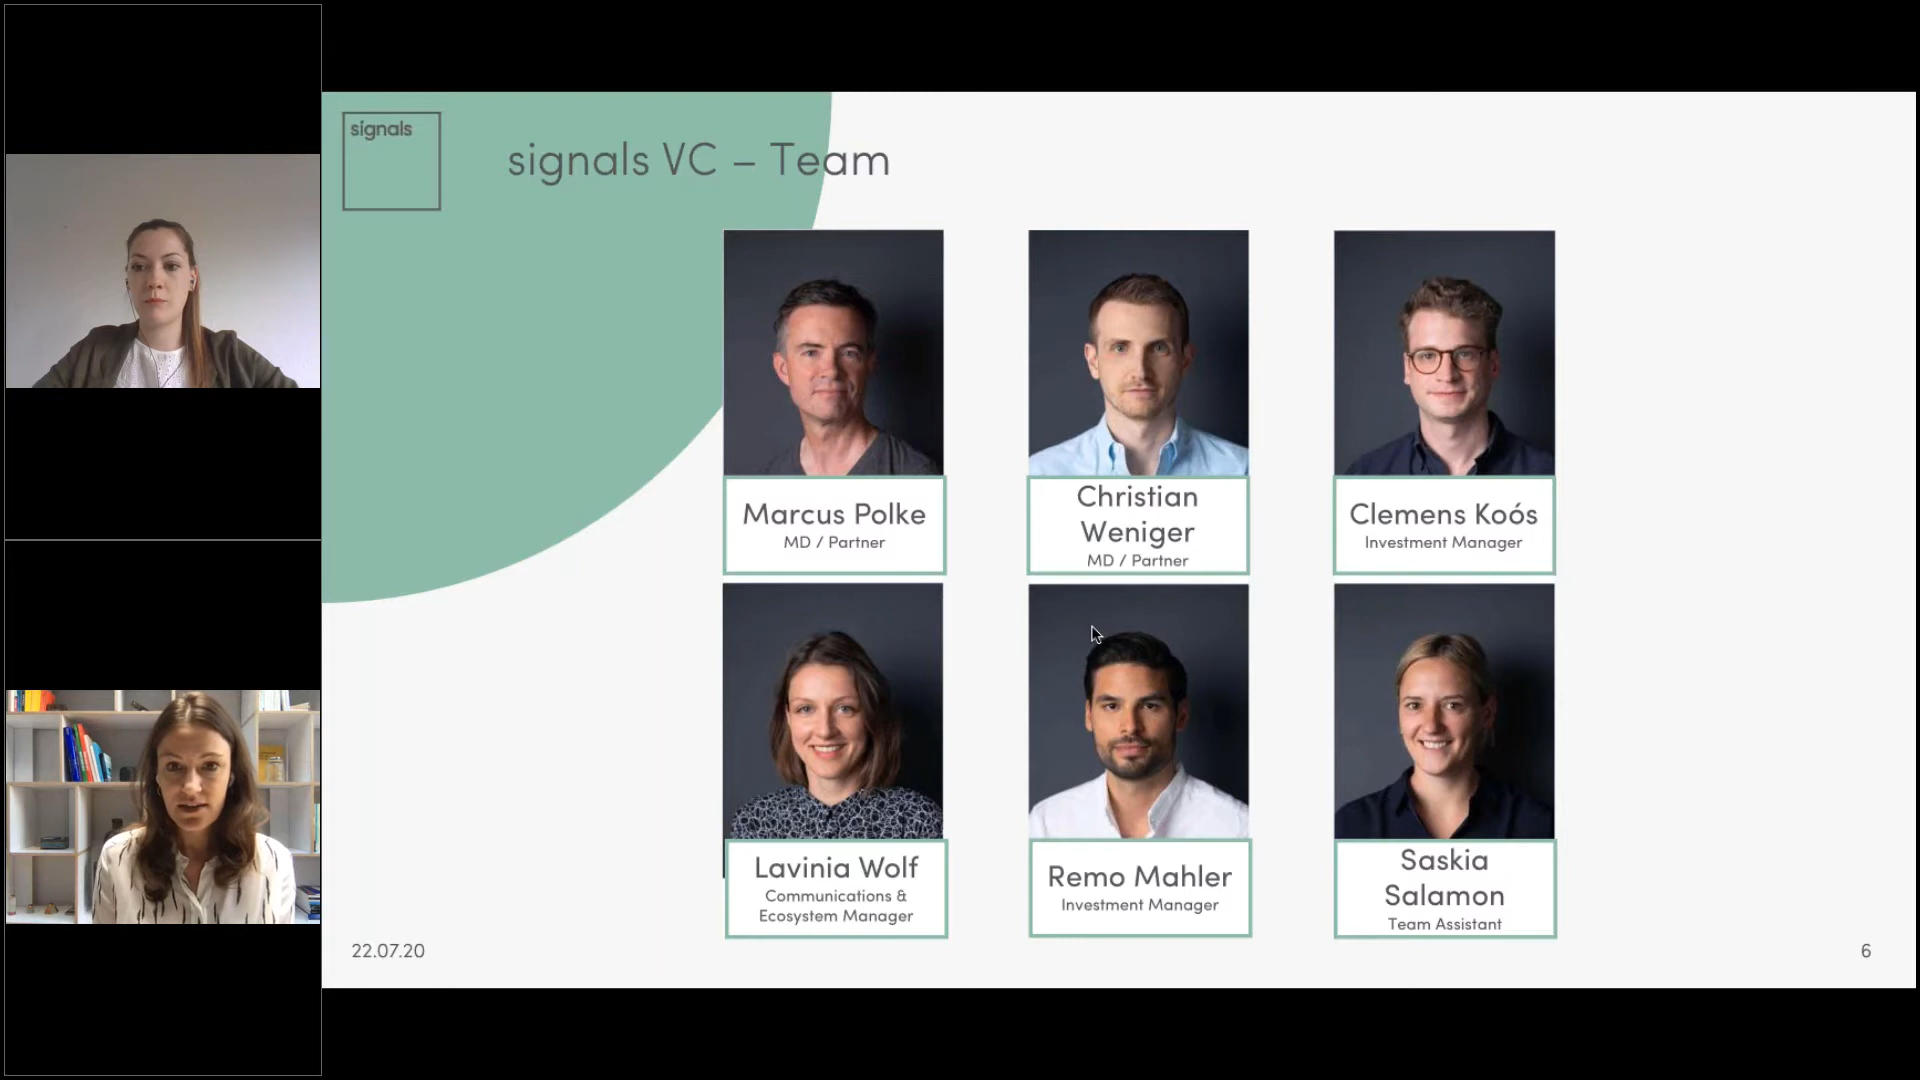 signals
signals VC – Team
Marcus Polke
MD / Partner
Christian
Weniger
MD / Partner
Clemens Koós
Investment Manager
Lavinia Wolf
Communications &
Ecosystem Manager
Remo Mahler
Investment Manager
Saskia
Salamon
Team Assistant
22.07.20
6